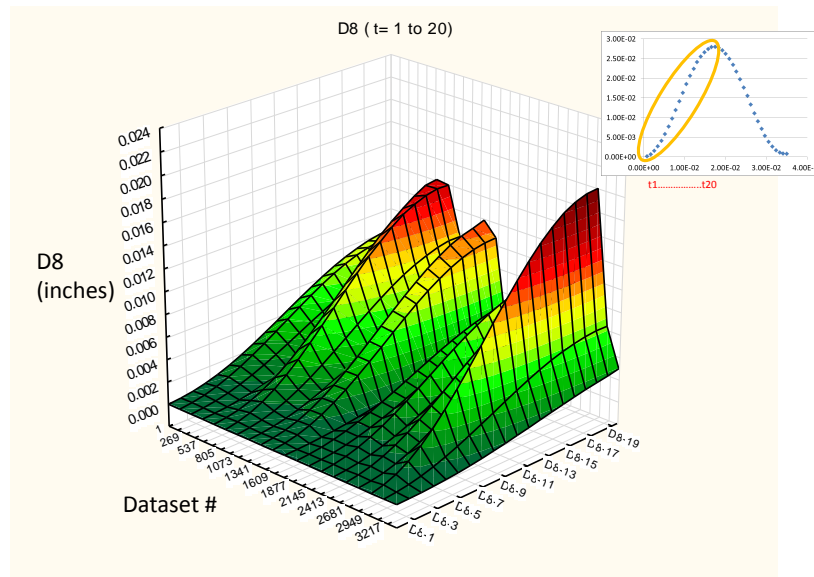 D8 ( t= 1 to 20)
3.00E-02
2.50E-02
2.00E-02
1.50E-02
1.00E-02
5.00E-03
0.00E+00
0.00E+00 1.00E-02 2.00E-02 3.00E-02 4.00E-
t1................t20
0.024
0.022
0.020
0.018
0.016
0.014
0.012
0.010
0.008
0.006
0.004
0.002
0.000
D8
(inches)
1
269
537
805
1073
1341
1609
1877
2145
2413
2681
2949
3217
Dataset #
D8-1
D8-3
D8-5
D8-7
D8-9
D8-11
D8-13
D8-15
D8-17
D8-19